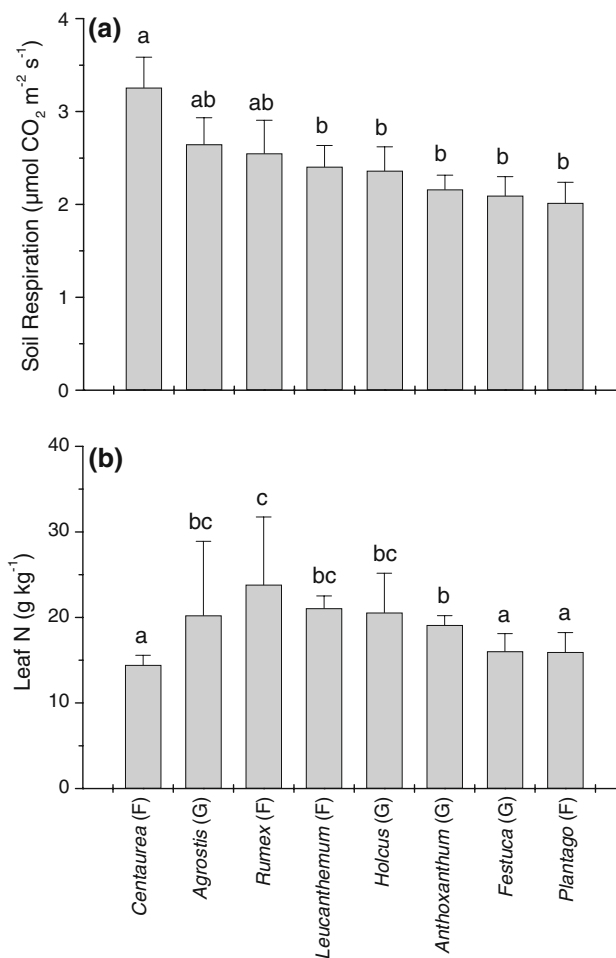 (a)
Soil Respiration (µmol CO₂ m⁻² s⁻¹)
4
3
2
1
0
a
ab
ab
b
b
b
b
b
(b)
Leaf N (g kg⁻¹)
40
30
20
10
0
a
bc
c
bc
bc
b
a
a
Centaurea (F)
Agrostis (G)
Rumex (F)
Leucanthemum (F)
Holcus (G)
Anthoxanthum (G)
Festuca (G)
Plantago (F)